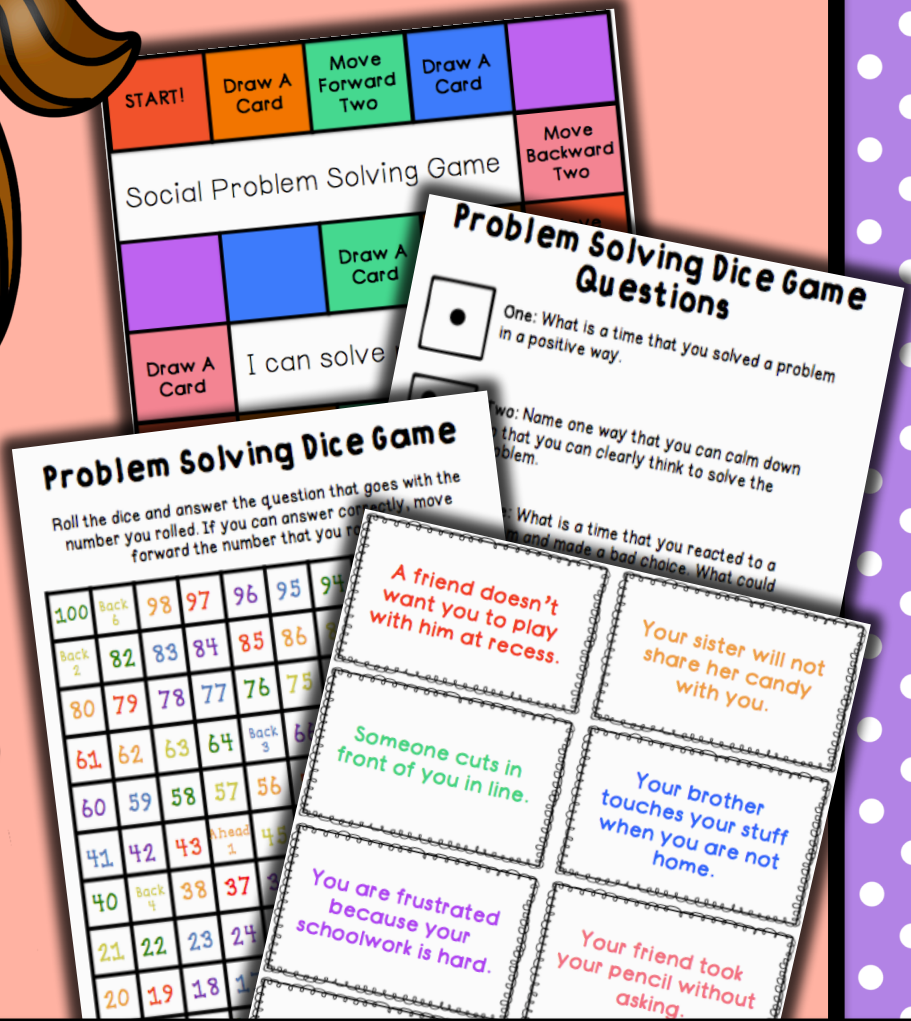 START!
Draw A
Card
Move
Forward
Two
Draw A
Card
Move
Backward
Two
Social Problem Solving Game
Draw A
Card
Draw A
Card
I can solve
Problem Solving Dice Game
Questions
One: What is a time that you solved a problem
in a positive way.
Two: Name one way that you can calm down
that you can clearly think to solve the
What is a time that you reacted to a
and made a bad choice. What could
Problem Solving Dice Game
Roll the dice and answer the question that goes with the
number you rolled. If you can answer correctly, move
forward the number that you
100 Back 6 98 97 96 95 94
Back 2 82 83 84 85 86
80 79 78 77 76 75
61 62 63 64 Back 3
60 59 58 57 56
41 42 43 Ahead 1 45
40 Back 4 38 37
21 22 23 24
20 19 18
A friend doesn't
want you to play
with him at recess.
Your sister will not
share her candy
with you.
Someone cuts in
front of you in line.
Your brother
touches your stuff
when you are not
home.
You are frustrated
because your
schoolwork is hard.
Your friend took
your pencil without
asking.